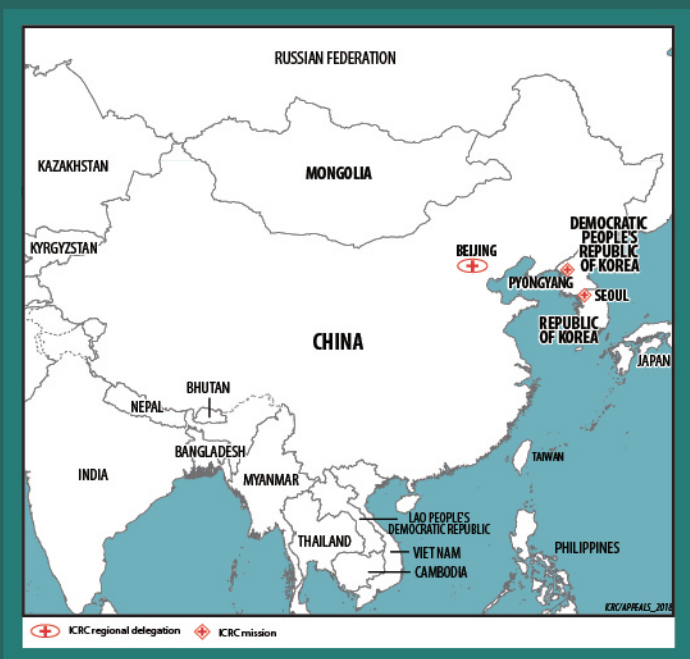 RUSSIAN FEDERATION
KAZAKHSTAN
MONGOLIA
KYRGYZSTAN
BEIJING
DEMOCRATIC
PEOPLE'S
REPUBLIC
OF KOREA
PYONGYANG
SEOUL
REPUBLIC
OF KOREA
JAPAN
CHINA
BHUTAN
NEPAL
BANGLADESH
INDIA
MYANMAR
TAIWAN
LAO PEOPLE'S
DEMOCRATIC REPUBLIC
THAILAND
VIET NAM
PHILIPPINES
CAMBODIA
ICRC/APPEALS_2018
ICRC regional delegation
ICRC mission